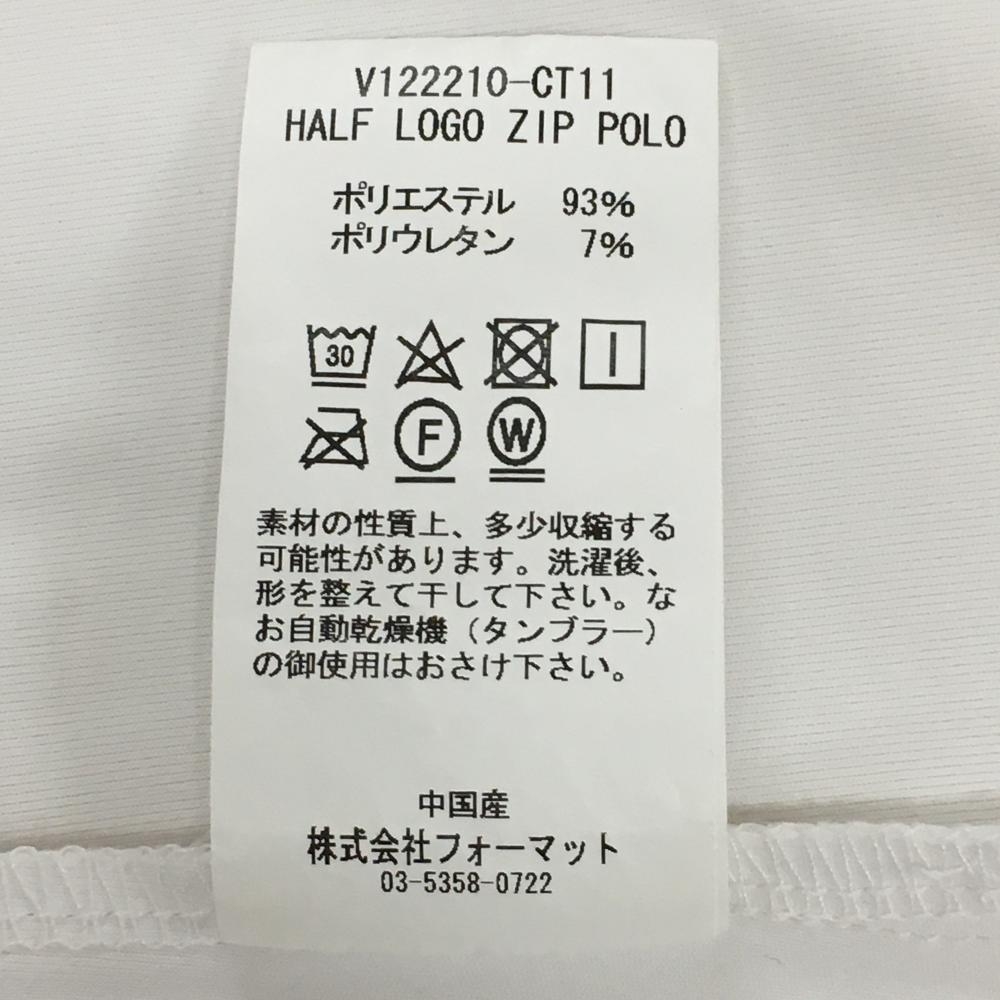 V122210-CT11
HALF LOGO ZIP POLO
ポリエステル 93%
ポリウレタン 7%
30
F W
素材の性質上、多少収縮する
可能性があります。洗濯後、
形を整えて干して下さい。な
お自動乾燥機（タンブラー）
の御使用はおさけ下さい。
中国産
株式会社フォーマット
03-5358-0722